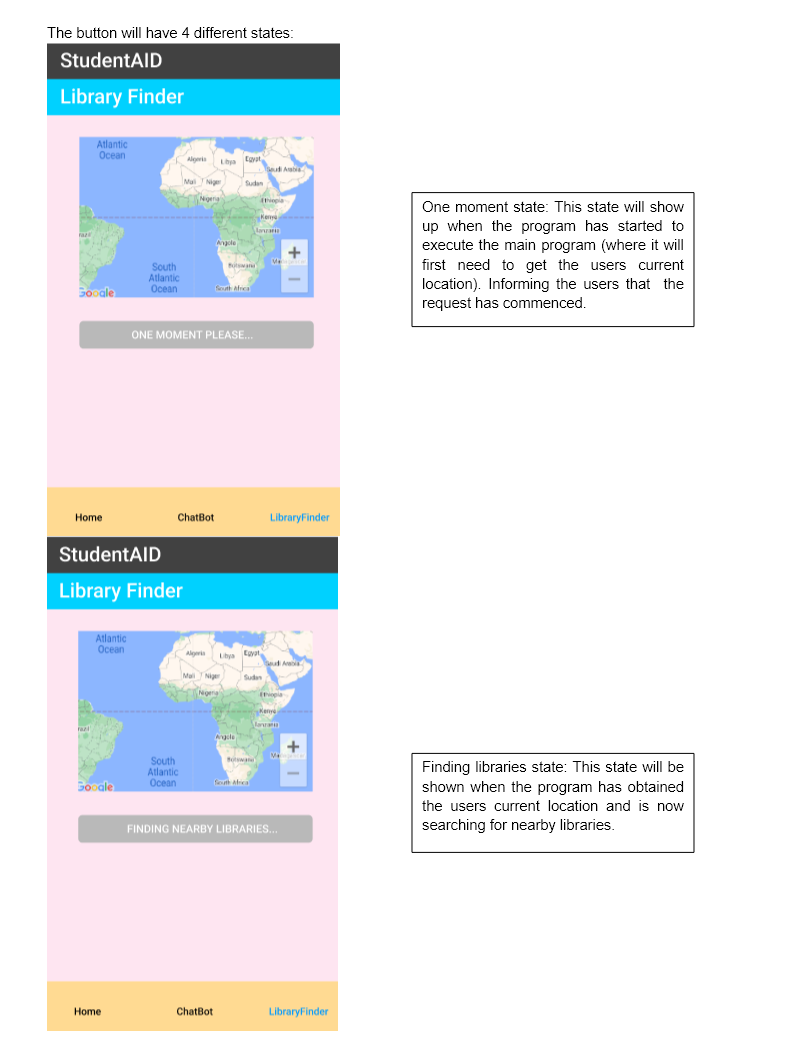 The button will have 4 different states:
StudentAID
Library Finder
Atlantic
Ocean
Algeria
Libya
Egypt
Saudi Arabia
Mali
Niger
Sudan
Nigeria
Ethiopia
Kenya
Tanzania
Angola
Botswana
South
Atlantic
Ocean
South Africa
Google
+
−
ONE MOMENT PLEASE...
Home ChatBot LibraryFinder
One moment state: This state will show
up when the program has started to
execute the main program (where it will
first need to get the users current
location). Informing the users that the
request has commenced.
StudentAID
Library Finder
Atlantic
Ocean
Algeria
Libya
Egypt
Saudi Arabia
Mali
Niger
Sudan
Nigeria
Ethiopia
Kenya
Tanzania
Angola
Botswana
South
Atlantic
Ocean
South Africa
Google
+
−
FINDING NEARBY LIBRARIES...
Home ChatBot LibraryFinder
Finding libraries state: This state will be
shown when the program has obtained
the users current location and is now
searching for nearby libraries.